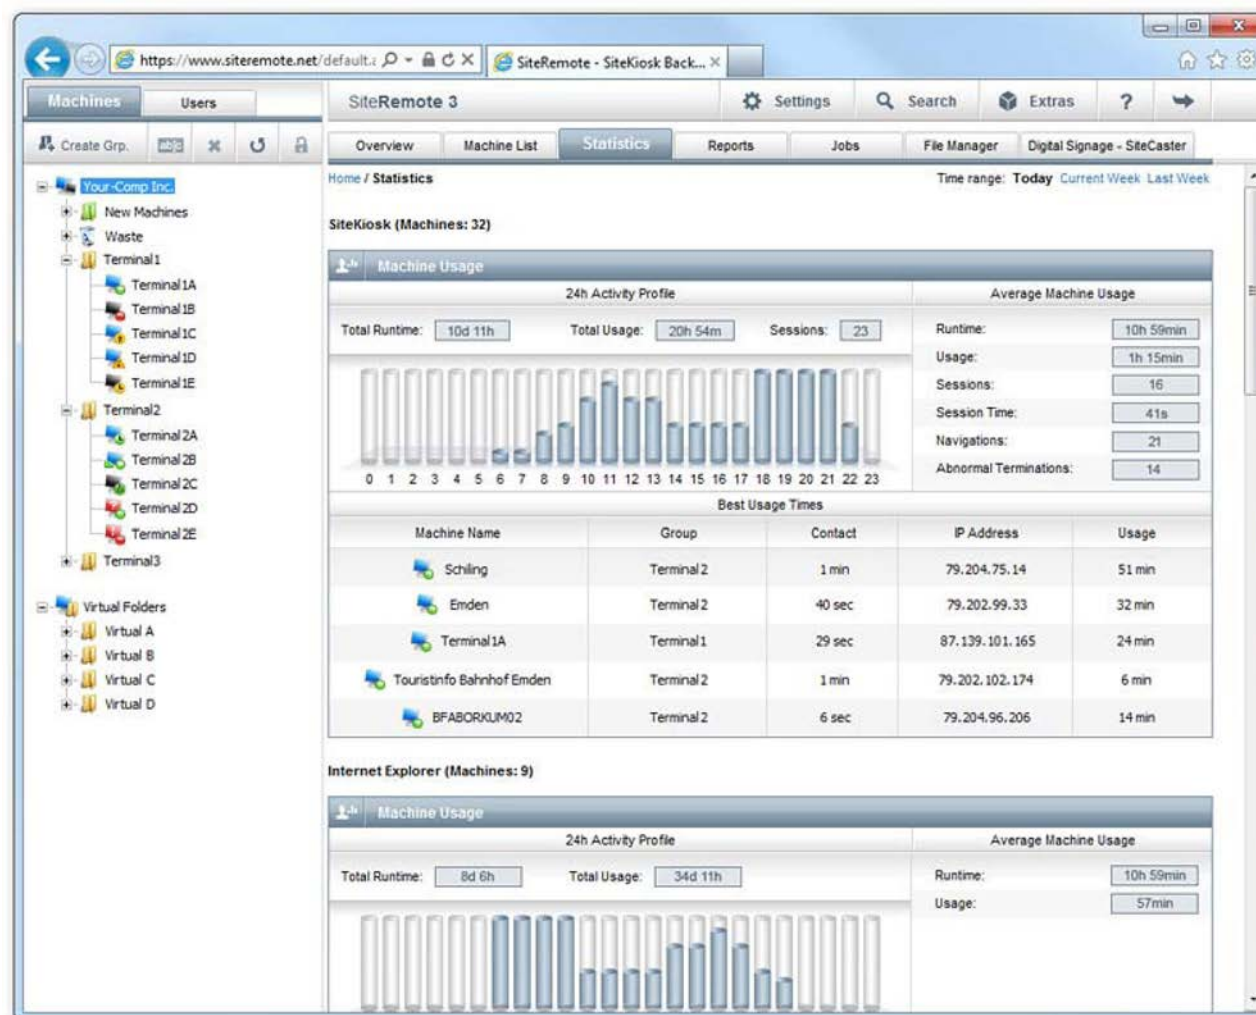 https://www.siteremote.net/default.a
SiteRemote - SiteKiosk Back...
Machines Users
SiteRemote 3 Settings Search Extras ?
Create Grp. ab|c
Overview Machine List Statistics Reports Jobs File Manager Digital Signage - SiteCaster
Your-Comp Inc.
New Machines
Waste
Terminal1
Terminal1A
Terminal1B
Terminal1C
Terminal1D
Terminal1E
Terminal2
Terminal2A
Terminal2B
Terminal2C
Terminal2D
Terminal2E
Terminal3
Virtual Folders
Virtual A
Virtual B
Virtual C
Virtual D
Home / Statistics Time range: Today Current Week Last Week
SiteKiosk (Machines: 32)
Machine Usage
24h Activity Profile
Total Runtime: 10d 11h Total Usage: 20h 54m Sessions: 23
0 1 2 3 4 5 6 7 8 9 10 11 12 13 14 15 16 17 18 19 20 21 22 23
Average Machine Usage
Runtime: 10h 59min
Usage: 1h 15min
Sessions: 16
Session Time: 41s
Navigations: 21
Abnormal Terminations: 14
Best Usage Times
Machine Name Group Contact IP Address Usage
Schiling Terminal2 1 min 79.204.75.14 51 min
Emden Terminal2 40 sec 79.202.99.33 32 min
Terminal1A Terminal1 29 sec 87.139.101.165 24 min
Touristinfo Bahnhof Emden Terminal2 1 min 79.202.102.174 6 min
BFABORKUM02 Terminal2 6 sec 79.204.96.206 14 min
Internet Explorer (Machines: 9)
Machine Usage
24h Activity Profile
Total Runtime: 8d 6h Total Usage: 34d 11h
Average Machine Usage
Runtime: 10h 59min
Usage: 57min